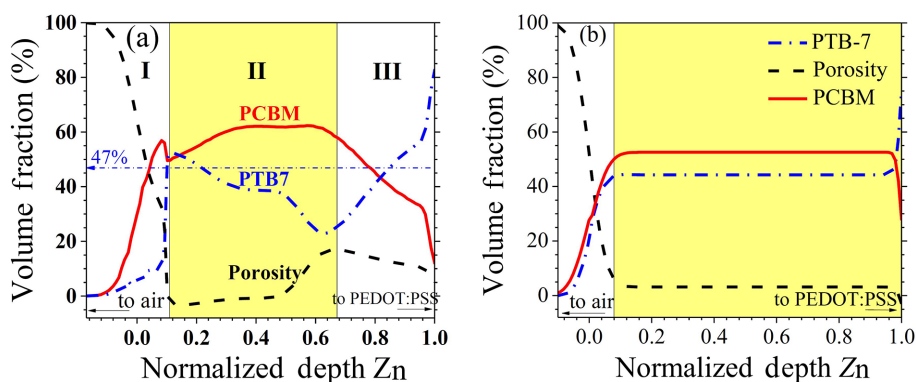 (a)
I
II
III
PCBM
47%
PTB7
Porosity
to air
to PEDOT:PSS
Volume fraction (%)
100
80
60
40
20
0
0.0
0.2
0.4
0.6
0.8
1.0
Normalized depth Zn
(b)
PTB-7
Porosity
PCBM
to air
to PEDOT:PSS
Volume fraction (%)
100
80
60
40
20
0
0.0
0.2
0.4
0.6
0.8
1.0
Normalized depth Zn